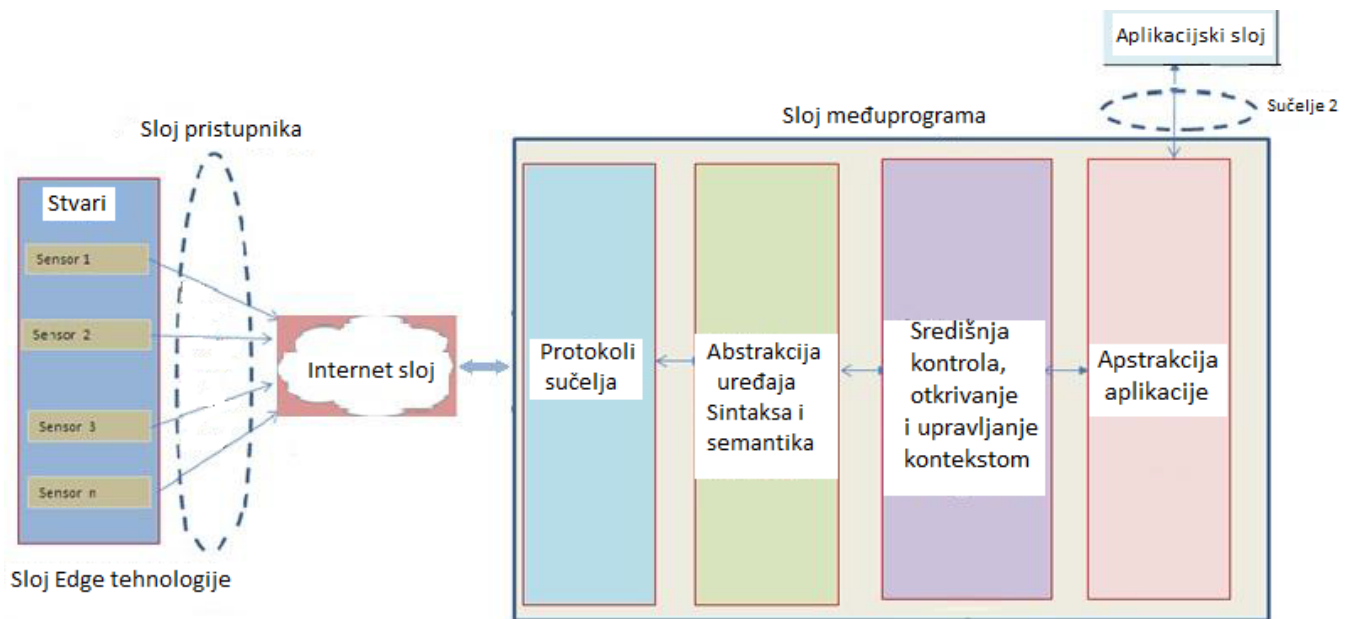 Aplikacijski sloj
Sučelje 2
Sloj međuprograma
Sloj pristupnika
Stvari
Sensor 1
Sensor 2
Sensor 3
Sensor n
Sloj Edge tehnologije
Internet sloj
Protokoli
sučelja
Abstrakcija
uređaja
Sintaksa i
semantika
Središnja
kontrola,
otkrivanje
i upravljanje
kontekstom
Apstrakcija
aplikacije